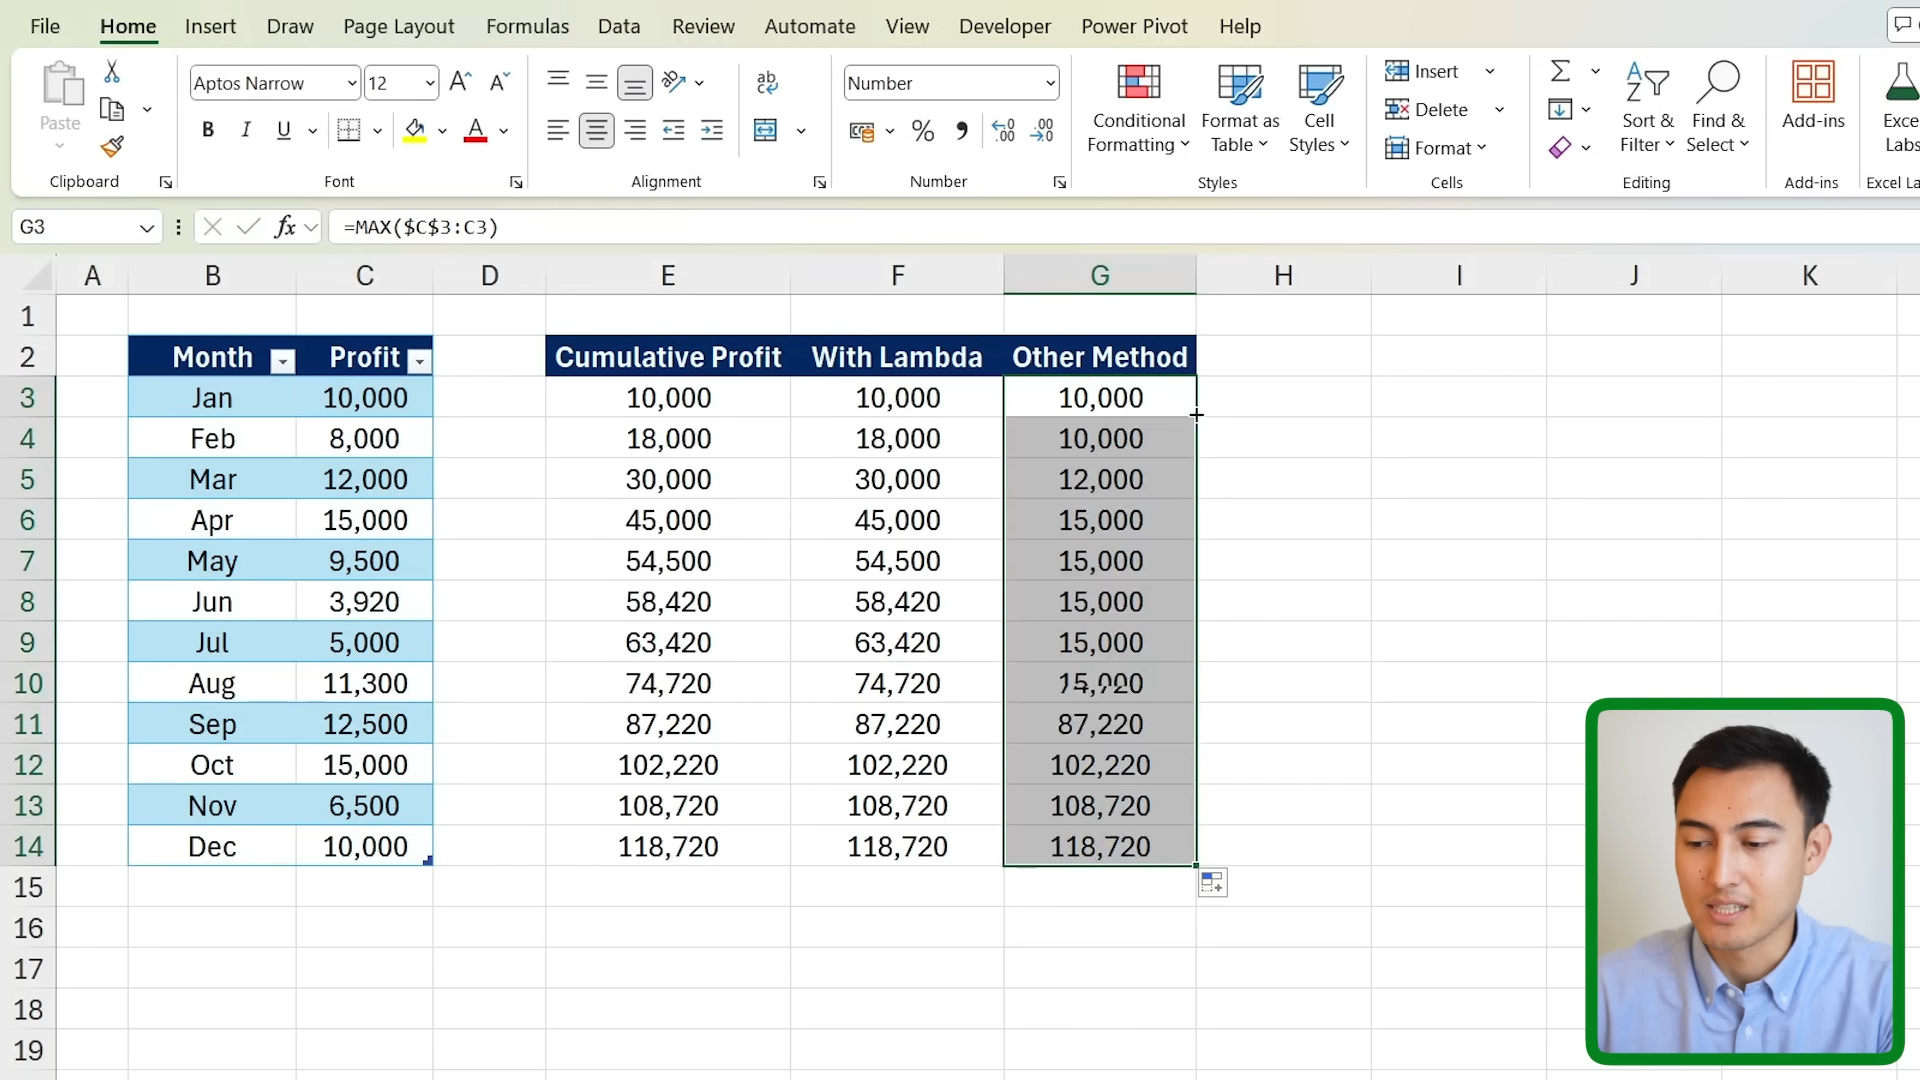 File Home Insert Draw Page Layout Formulas Data Review Automate View Developer Power Pivot Help
Paste
Clipboard
Aptos Narrow 12
B I U
Font
Alignment
Number
Number
Conditional Formatting
Format as Table
Cell Styles
Styles
Insert
Delete
Format
Cells
Sort & Filter
Find & Select
Editing
Add-ins
Add-ins
G3 fx =MAX($C$3:C3)
A B C D E F G H I J K
1
2 Month Profit Cumulative Profit With Lambda Other Method
3 Jan 10,000 10,000 10,000 10,000
4 Feb 8,000 18,000 18,000 10,000
5 Mar 12,000 30,000 30,000 12,000
6 Apr 15,000 45,000 45,000 15,000
7 May 9,500 54,500 54,500 15,000
8 Jun 3,920 58,420 58,420 15,000
9 Jul 5,000 63,420 63,420 15,000
10 Aug 11,300 74,720 74,720
11 Sep 12,500 87,220 87,220 87,220
12 Oct 15,000 102,220 102,220 102,220
13 Nov 6,500 108,720 108,720 108,720
14 Dec 10,000 118,720 118,720 118,720
15
16
17
18
19